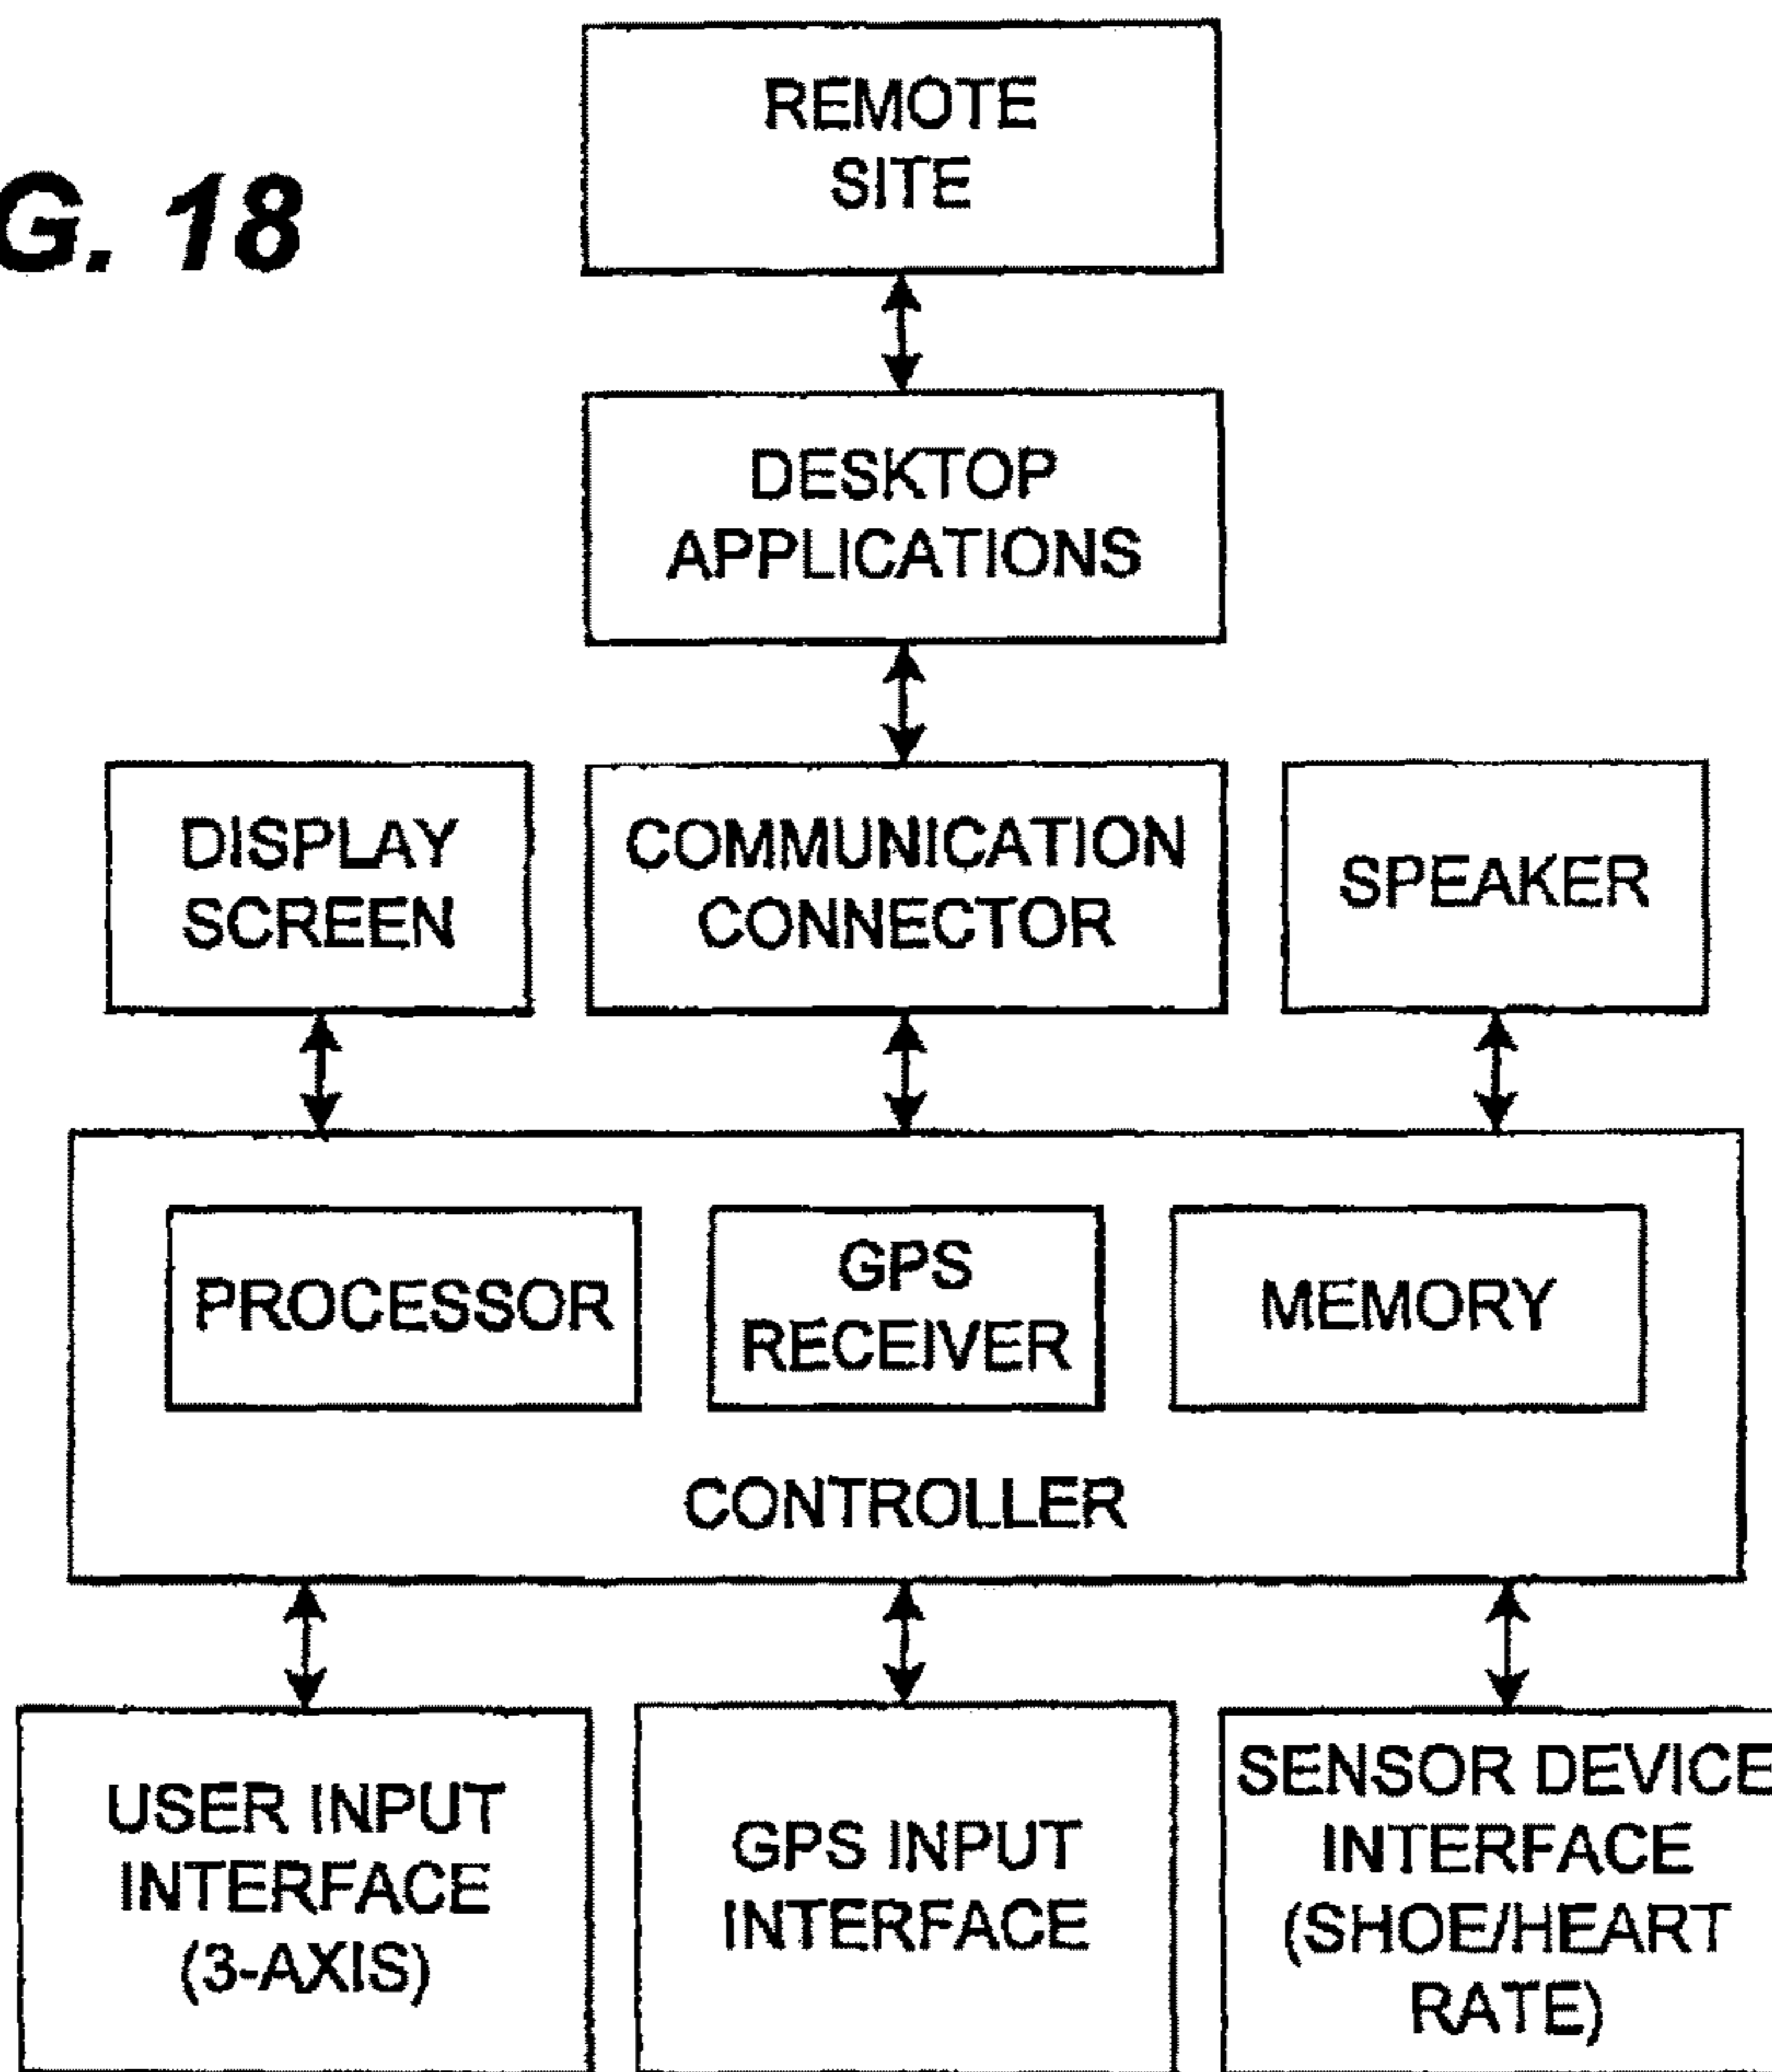 G. 18
REMOTE
SITE
DESKTOP
APPLICATIONS
DISPLAY
SCREEN
COMMUNICATION
CONNECTOR
SPEAKER
PROCESSOR
GPS
RECEIVER
MEMORY
CONTROLLER
USER INPUT
INTERFACE
(3-AXIS)
GPS INPUT
INTERFACE
SENSOR DEVICE
INTERFACE
(SHOE/HEART
RATE)